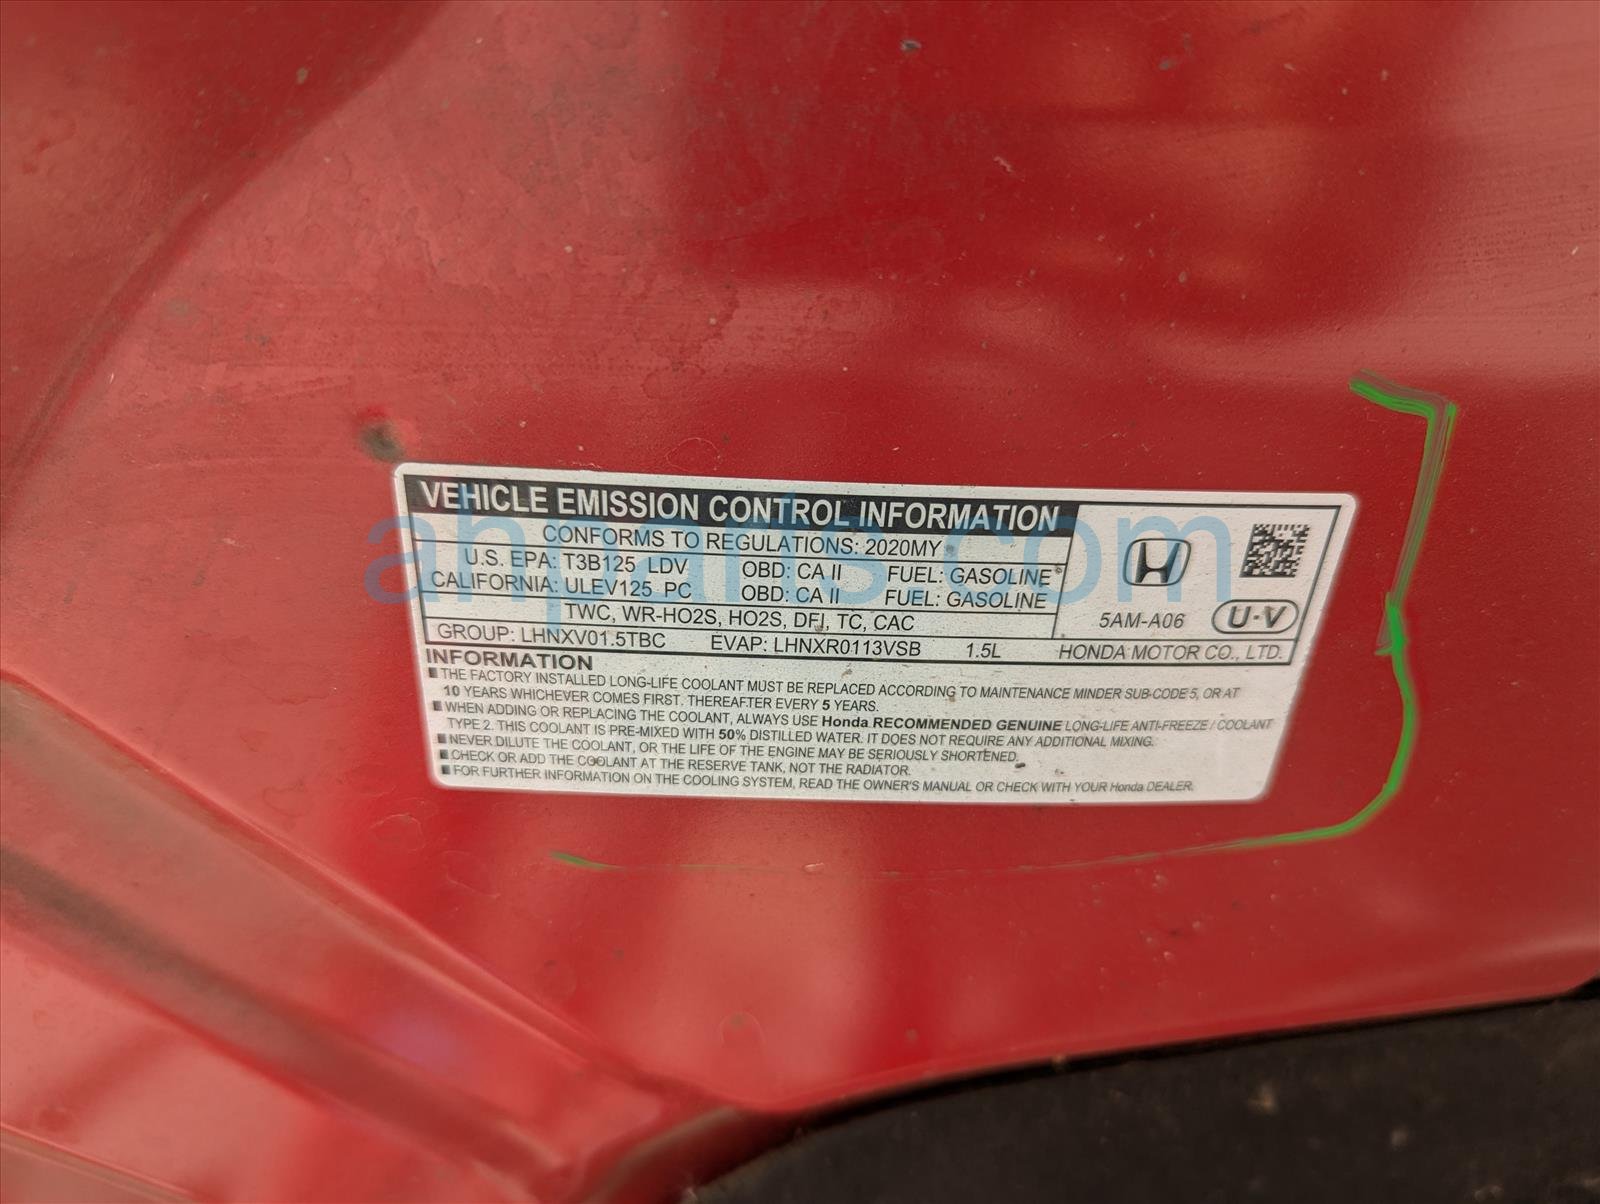 VEHICLE EMISSION CONTROL INFORMATION
CONFORMS TO REGULATIONS: 2020MY
U.S. EPA: T3B125 LDV OBD: CA II FUEL: GASOLINE
CALIFORNIA: ULEV125 PC OBD: CA II FUEL: GASOLINE
TWC, WR-HO2S, HO2S, DFI, TC, CAC
5AM-A06 U·V
GROUP: LHNXV01.5TBC EVAP: LHNXR0113VSB 1.5L HONDA MOTOR CO., LTD.
INFORMATION
THE FACTORY INSTALLED LONG-LIFE COOLANT MUST BE REPLACED ACCORDING TO MAINTENANCE MINDER SUB-CODE 5, OR AT
10 YEARS WHICHEVER COMES FIRST. THEREAFTER EVERY 5 YEARS.
WHEN ADDING OR REPLACING THE COOLANT, ALWAYS USE Honda RECOMMENDED GENUINE LONG-LIFE ANTI-FREEZE / COOLANT
TYPE 2. THIS COOLANT IS PRE-MIXED WITH 50% DISTILLED WATER. IT DOES NOT REQUIRE ANY ADDITIONAL MIXING.
NEVER DILUTE THE COOLANT, OR THE LIFE OF THE ENGINE MAY BE SERIOUSLY SHORTENED.
CHECK OR ADD THE COOLANT AT THE RESERVE TANK, NOT THE RADIATOR.
FOR FURTHER INFORMATION ON THE COOLING SYSTEM, READ THE OWNER'S MANUAL OR CHECK WITH YOUR Honda DEALER.
ahparts.com